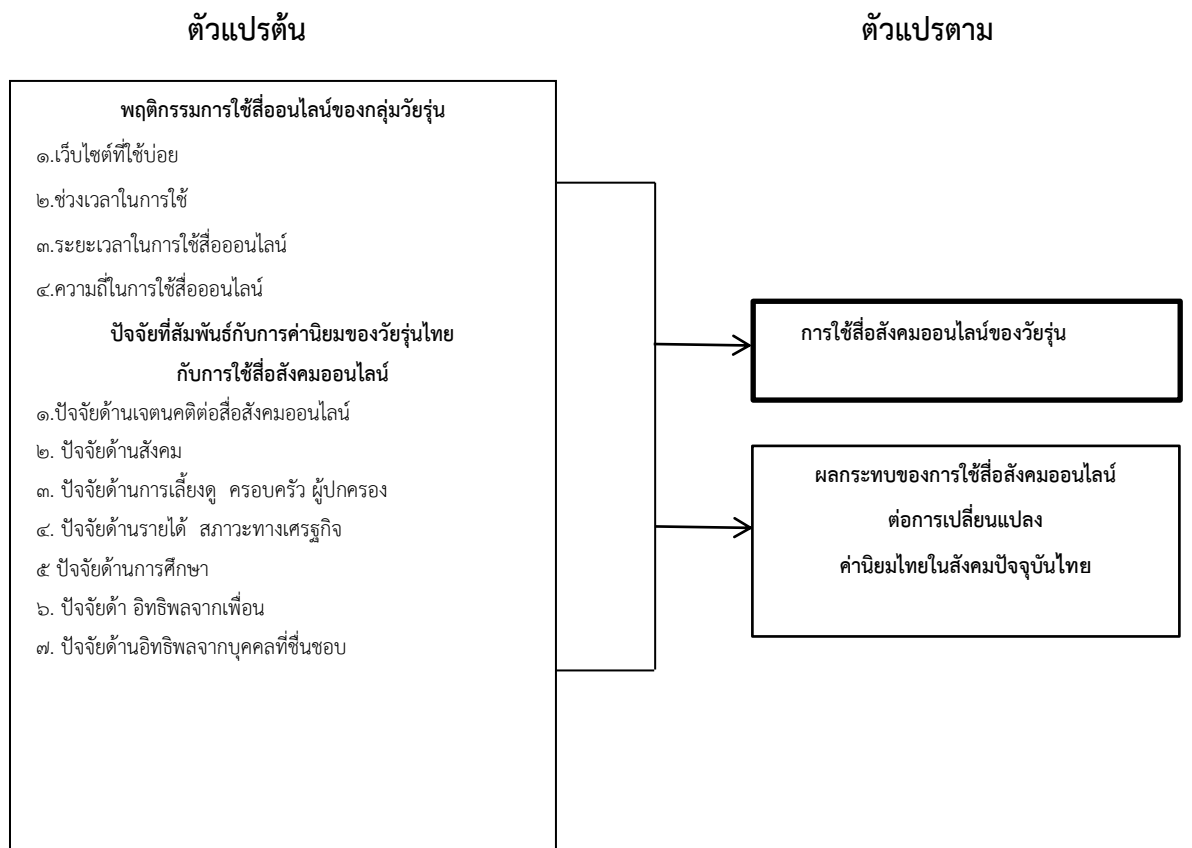 ตัวแปรต้น
ตัวแปรตาม
พฤติกรรมการใช้สื่ออนไลน์ของกลุ่มวัยรุ่น
๑.เว็บไซต์ที่ใช้บ่อย
๒.ช่วงเวลาในการใช้
๓.ระยะเวลาในการใช้สื่อออนไลน์
๔.ความถี่ในการใช้สื่อออนไลน์
ปัจจัยที่สัมพันธ์กับการค่านิยมของวัยรุ่นไทย
กับการใช้สื่อสังคมออนไลน์
๑.ปัจจัยด้านเจตนคติต่อสื่อสังคมออนไลน์
๒. ปัจจัยด้านสังคม
๓. ปัจจัยด้านการเลี้ยงดู ครอบครัว ผู้ปกครอง
๔. ปัจจัยด้านรายได้ สภาวะทางเศรฐกิจ
๕ ปัจจัยด้านการศึกษา
๖. ปัจจัยด้า อิทธิพลจากเพื่อน
๗. ปัจจัยด้านอิทธิพลจากบุคคลที่ชื่นชอบ
การใช้สื่อสังคมออนไลน์ของวัยรุ่น
ผลกระทบของการใช้สื่อสังคมออนไลน์
ต่อการเปลี่ยนแปลง
ค่านิยมไทยในสังคมปัจจุบันไทย